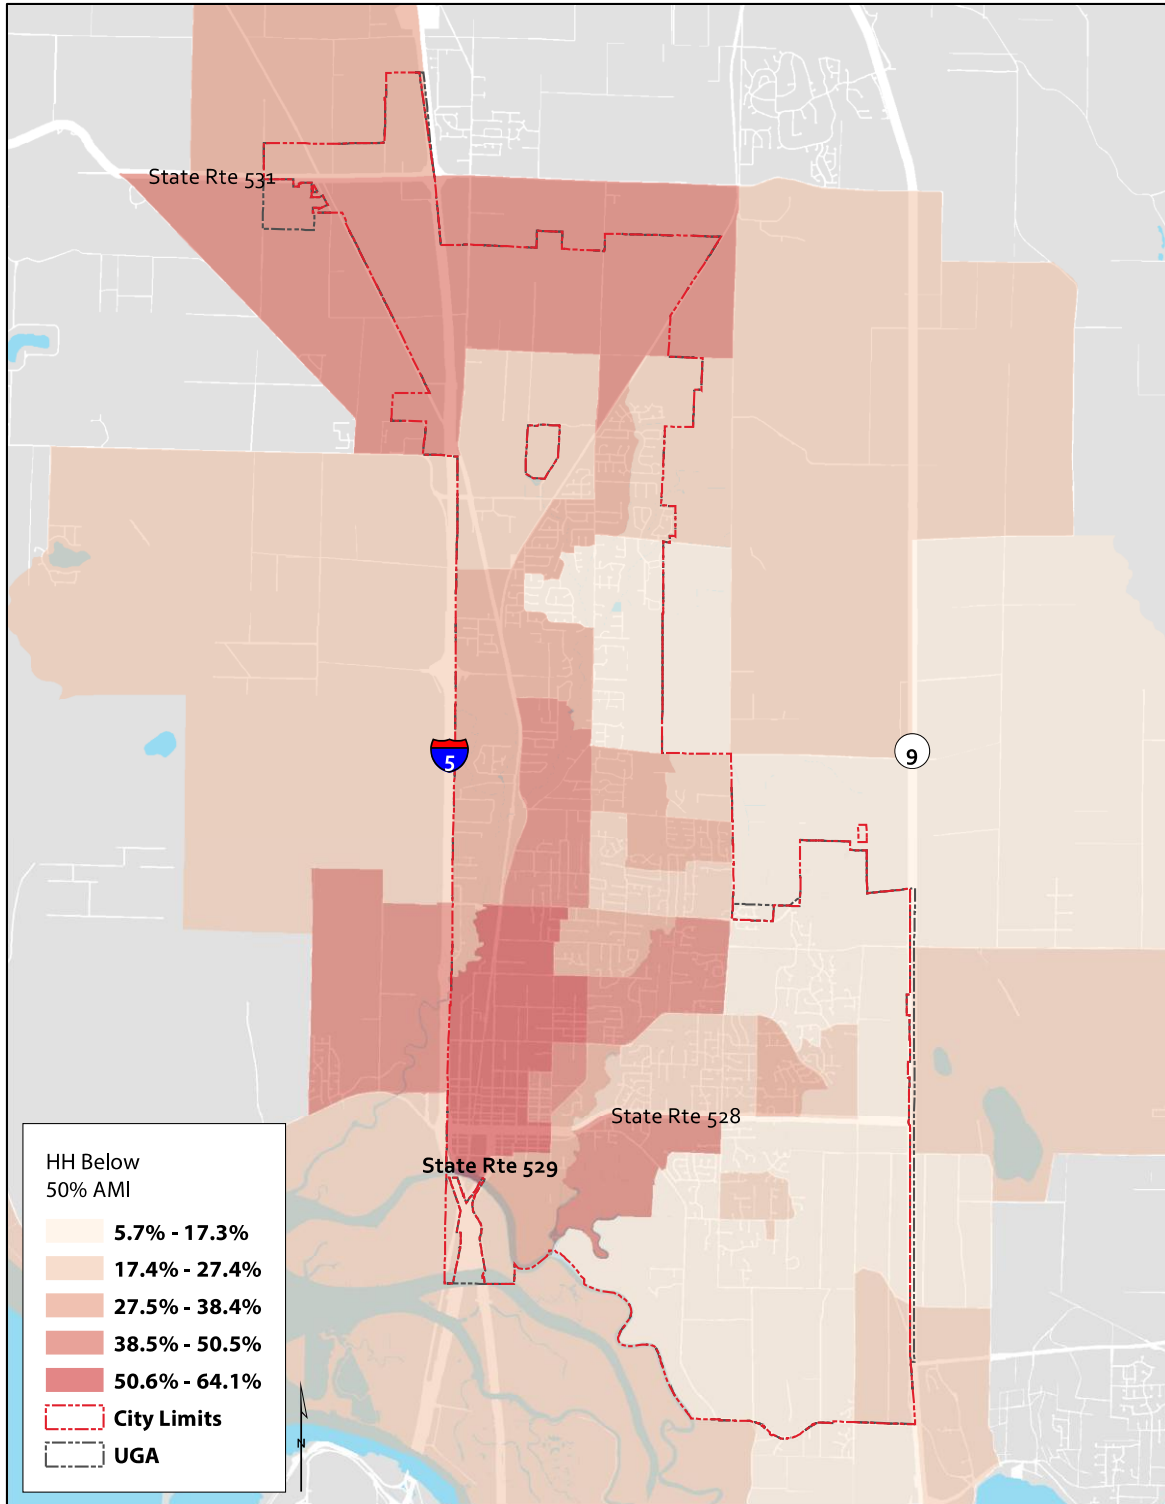 State Rte 531
5
9
State Rte 528
State Rte 529
HH Below
50% AMI
5.7% - 17.3%
17.4% - 27.4%
27.5% - 38.4%
38.5% - 50.5%
50.6% - 64.1%
City Limits
UGA
N